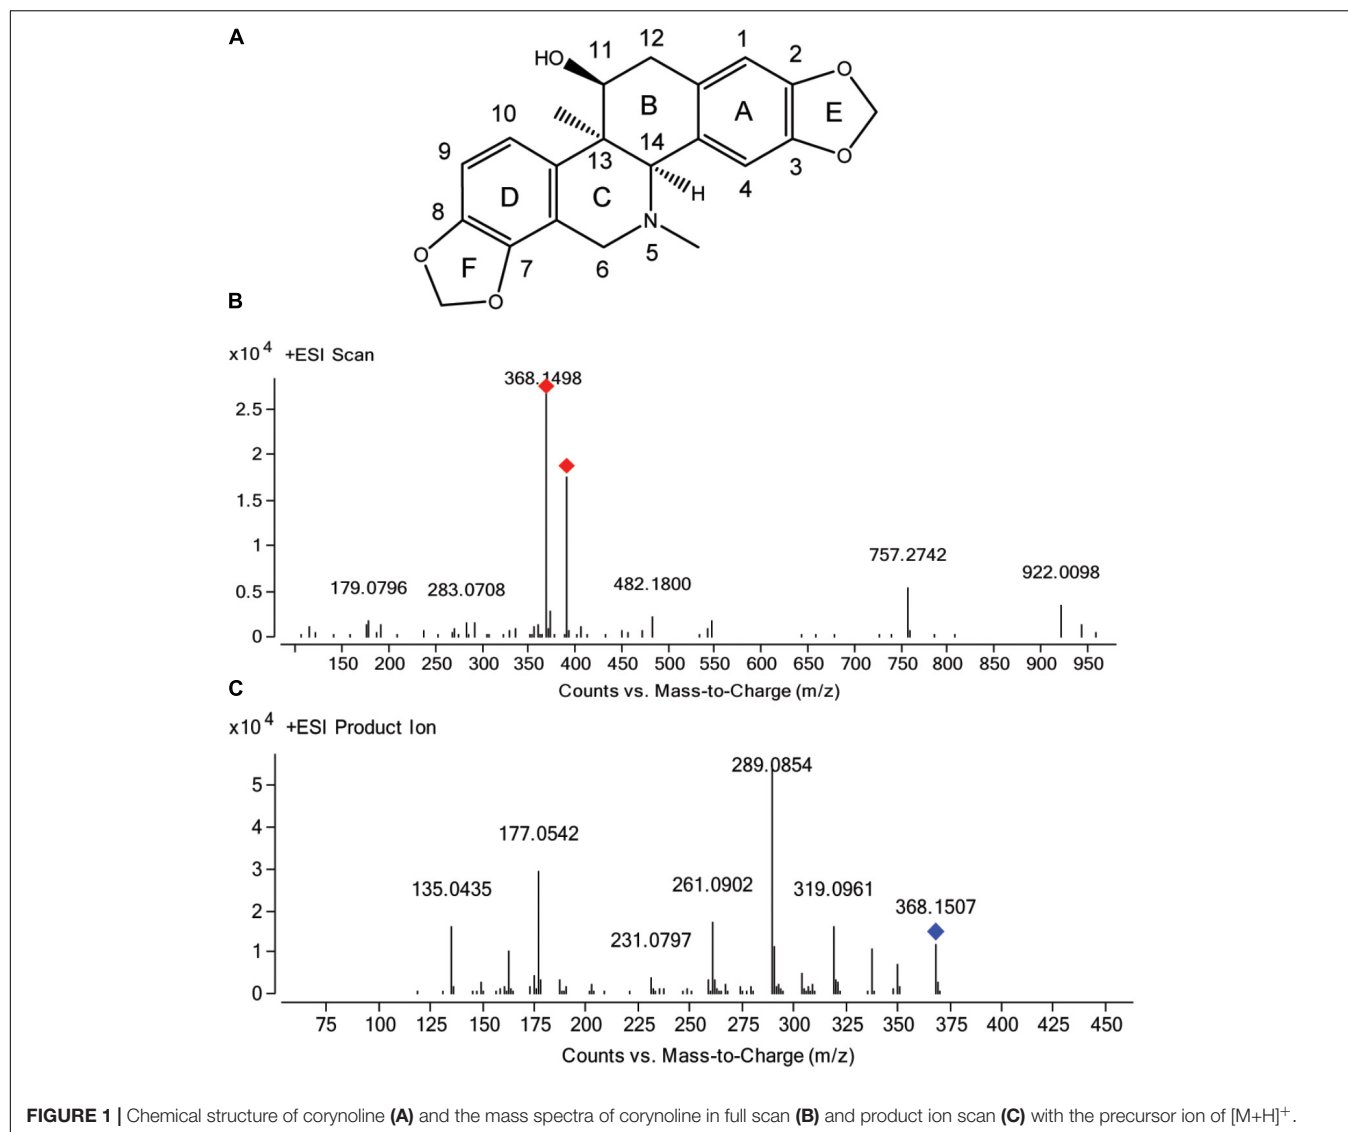 A
HO 11 12 1 2 O
10 B A E
9 13 14 4 3 O
D C H
8 N
O F 7 6 5
O
B
x10 4 +ESI Scan
368.1498
2.5
2
1.5
1
0.5
0
179.0796 283.0708 482.1800 757.2742 922.0098
150 200 250 300 350 400 450 500 550 600 650 700 750 800 850 900 950
Counts vs. Mass-to-Charge (m/z)
C
x10 4 +ESI Product Ion
289.0854
5
4
3
2
1
0
177.0542
135.0435 261.0902 319.0961
368.1507
231.0797
75 100 125 150 175 200 225 250 275 300 325 350 375 400 425 450
Counts vs. Mass-to-Charge (m/z)
FIGURE 1 | Chemical structure of corynoline (A) and the mass spectra of corynoline in full scan (B) and product ion scan (C) with the precursor ion of [M+H]+.